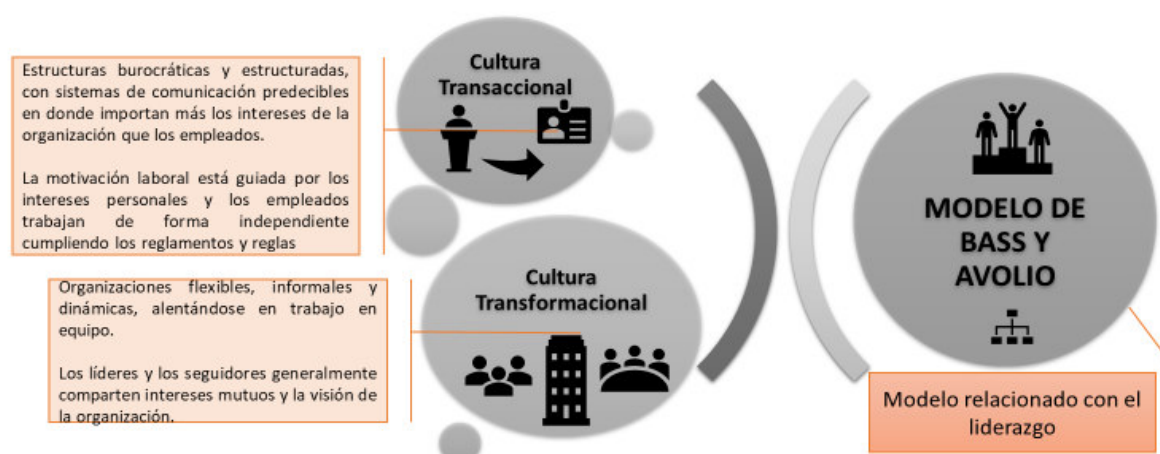 Estructuras burocráticas y estructuradas,
con sistemas de comunicación predecibles
en donde importan más los intereses de la
organización que los empleados.
La motivación laboral está guiada por los
intereses personales y los empleados
trabajan de forma independiente
cumpliendo los reglamentos y reglas
Cultura
Transaccional
Organizaciones flexibles, informales y
dinámicas, alentándose en trabajo en
equipo.
Los líderes y los seguidores generalmente
comparten intereses mutuos y la visión de
la organización.
Cultura
Transformacional
MODELO DE
BASS Y
AVOLIO
Modelo relacionado con el
liderazgo